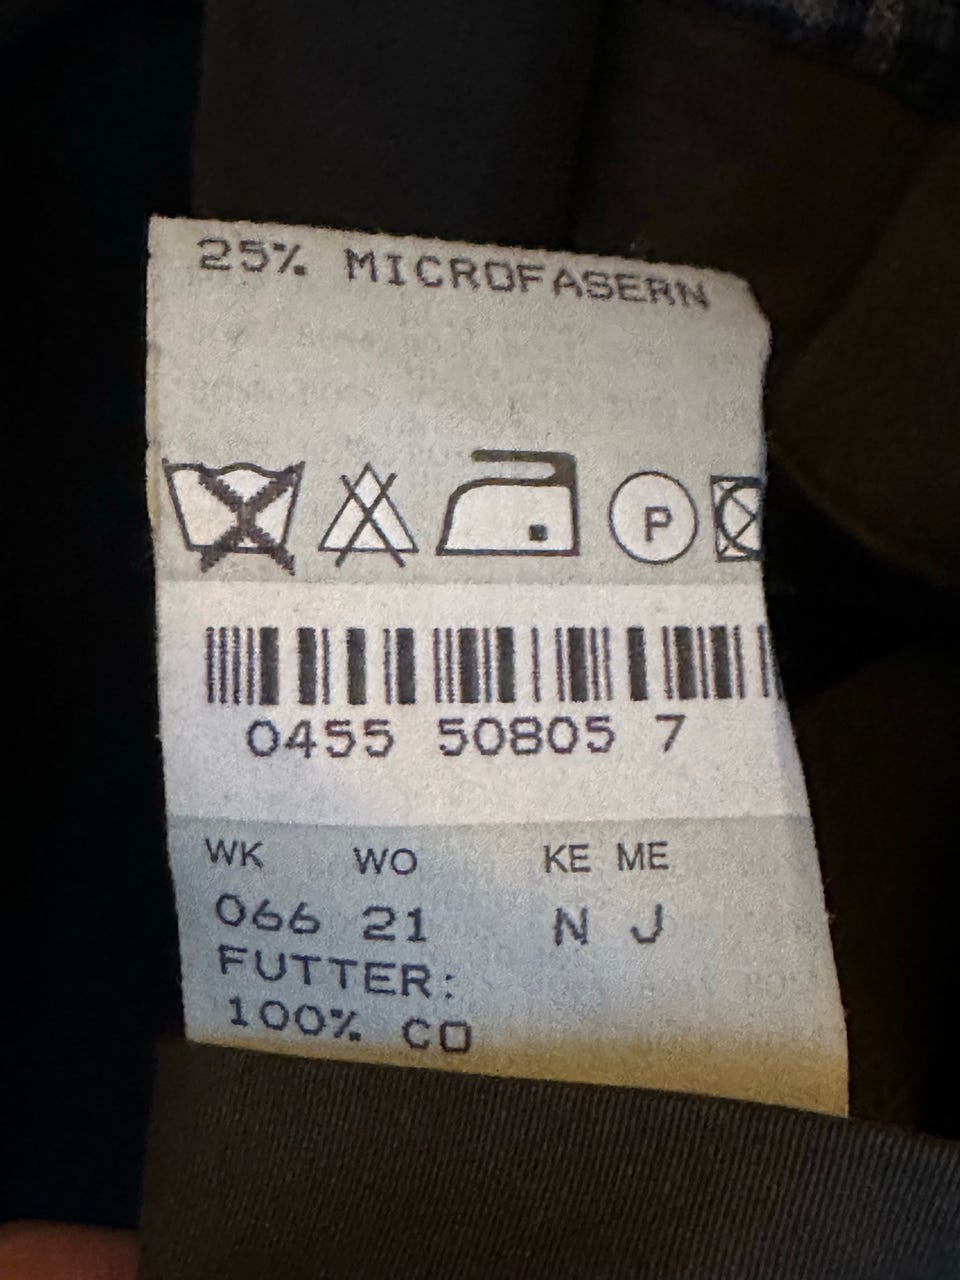 25% MICROFASERN
P
0455 50805 7
WK WO KE ME
066 21 N J
FUTTER:
100% CO